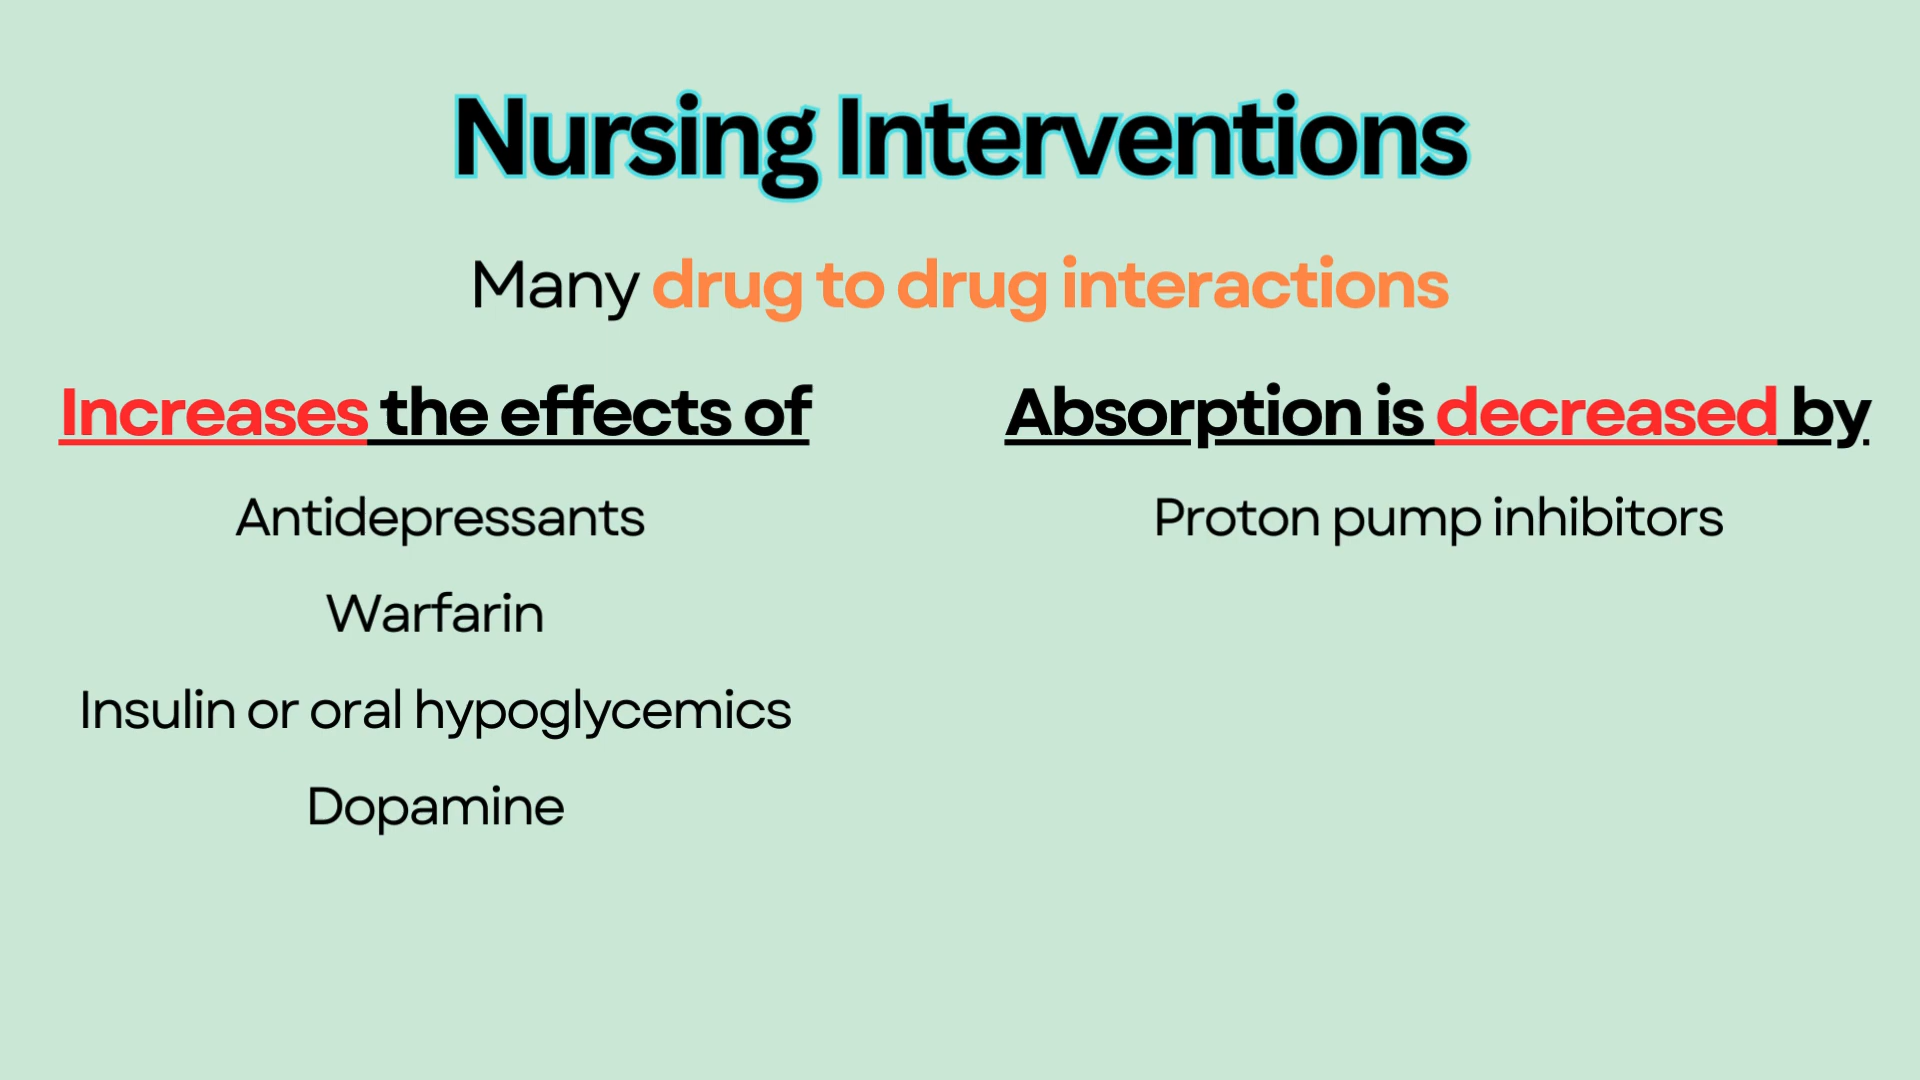 Nursing Interventions
Many drug to drug interactions
Increases the effects of
Antidepressants
Warfarin
Insulin or oral hypoglycemics
Dopamine
Absorption is decreased by
Proton pump inhibitors